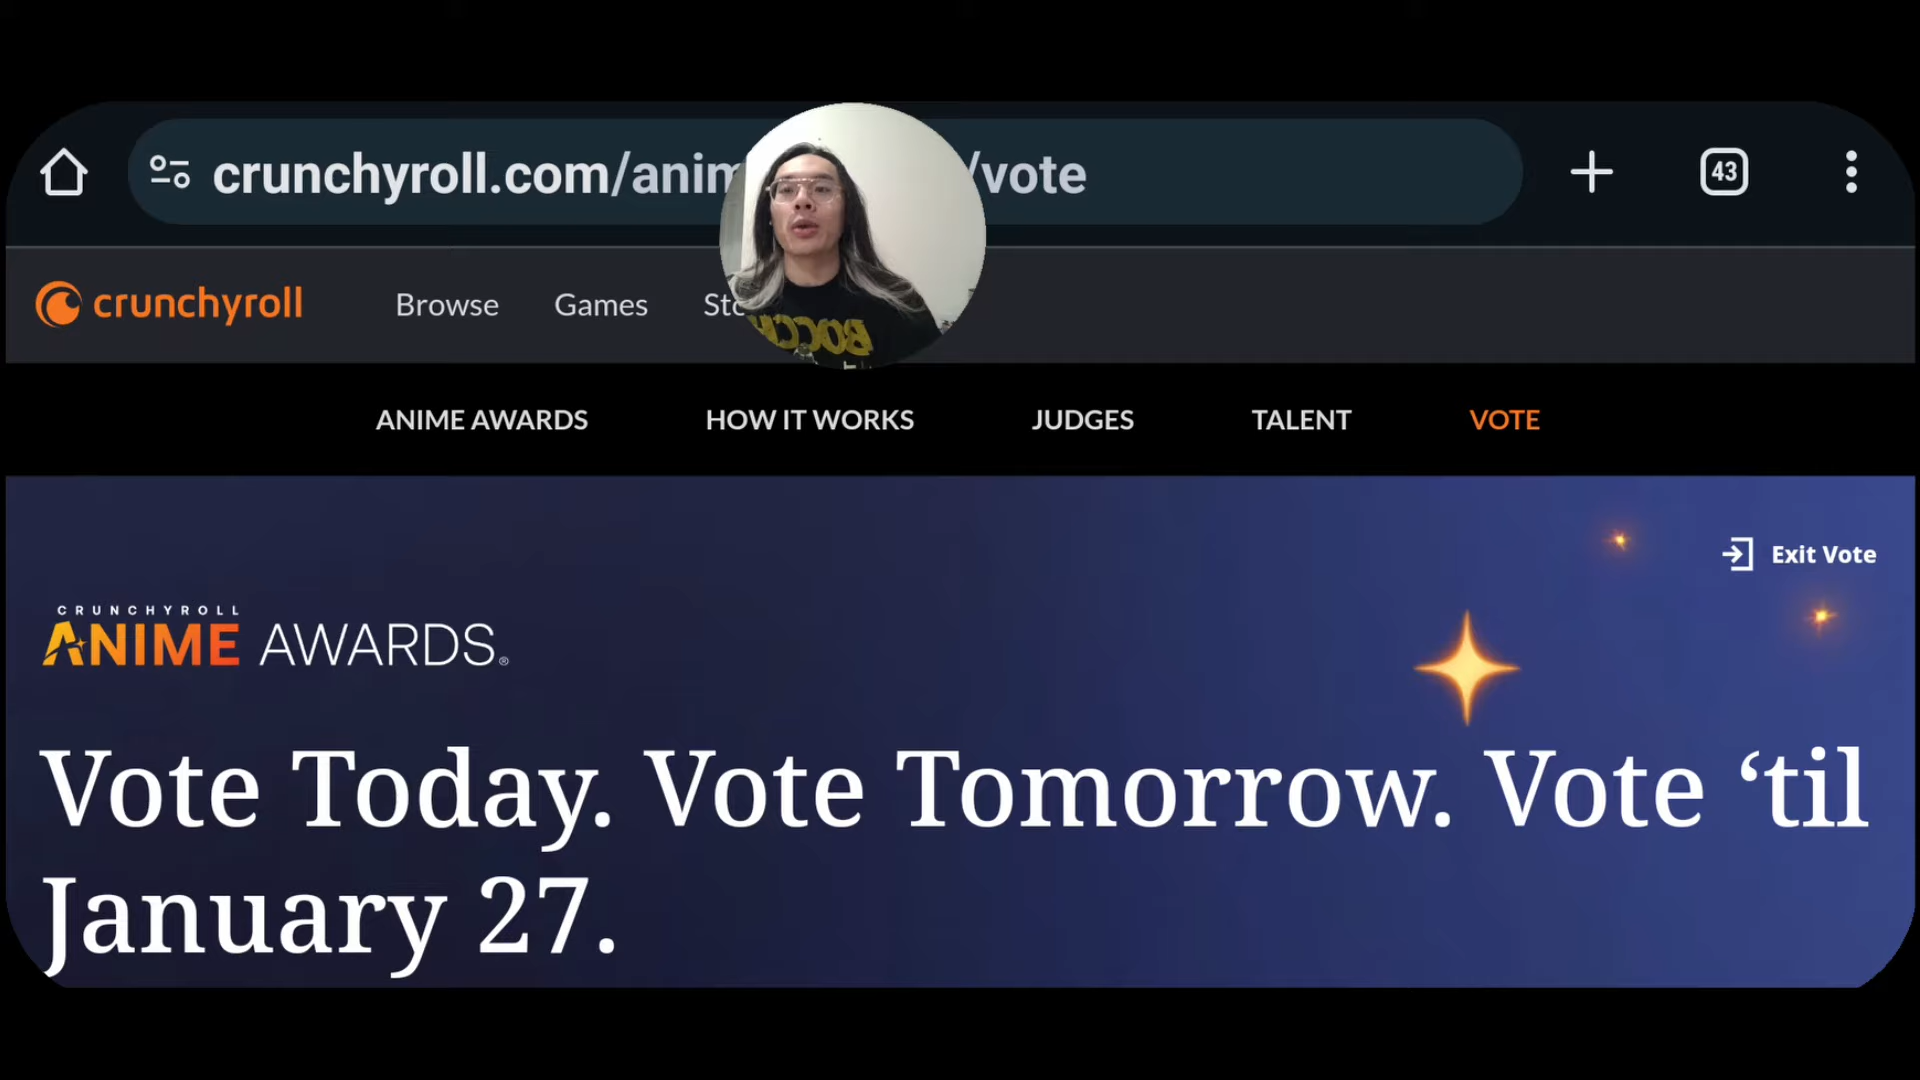 crunchyroll.com/anim /vote
43
crunchyroll
Browse Games
ANIME AWARDS HOW IT WORKS JUDGES TALENT VOTE
Exit Vote
CRUNCHYROLL
ANIME AWARDS®
Vote Today. Vote Tomorrow. Vote ‘til
January 27.